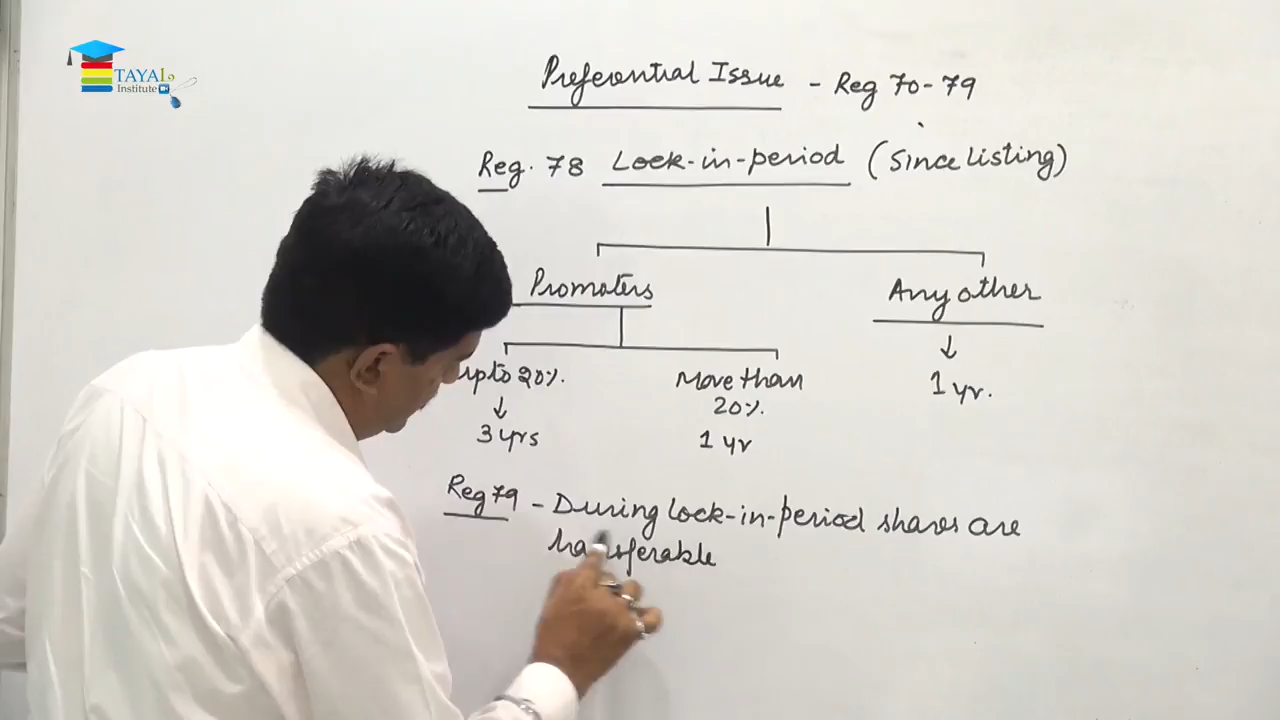 TAYAL
Institute
Preferential Issue - Reg 70-79
Reg. 78 Lock-in-period (Since listing)
Promoters
Any other
upto 20%.
More than
20%.
1 yr.
3 yrs
1 yr
Reg 79 - During lock-in-period shares are
transferable